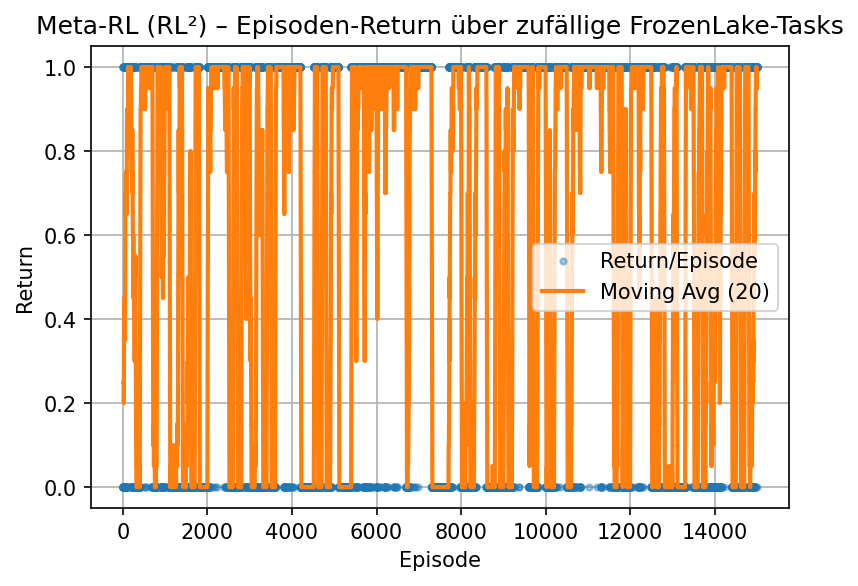 Meta-RL (RL²) – Episoden-Return über zufällige FrozenLake-Tasks
Return
1.0
0.8
0.6
0.4
0.2
0.0
Return/Episode
Moving Avg (20)
0 2000 4000 6000 8000 10000 12000 14000
Episode